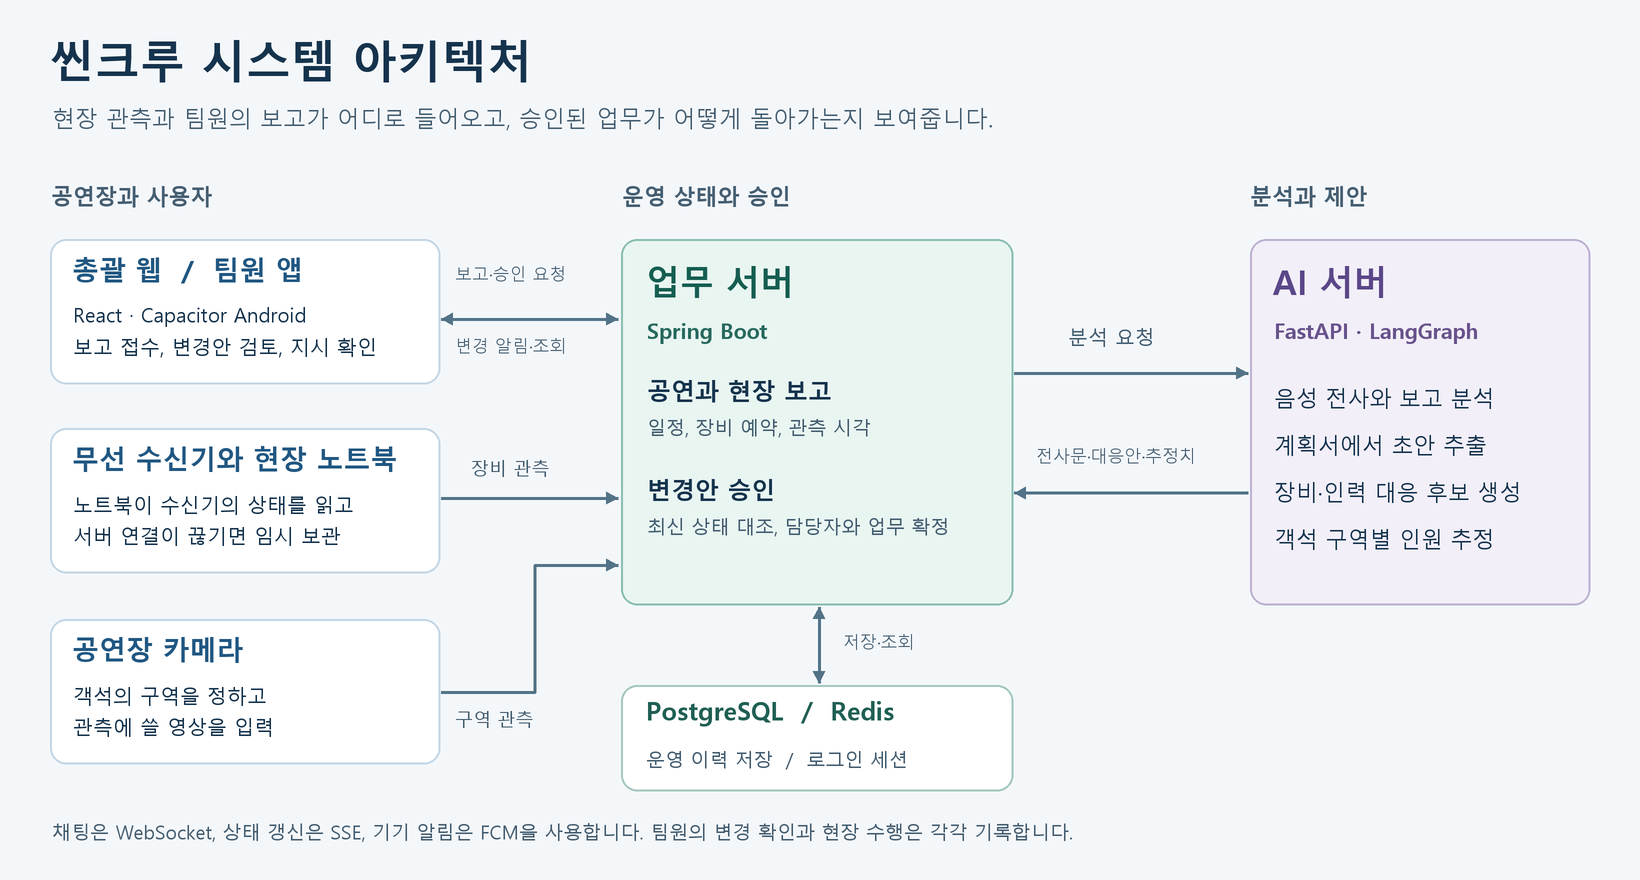 씬크루 시스템 아키텍처
현장 관측과 팀원의 보고가 어디로 들어오고, 승인된 업무가 어떻게 돌아가는지 보여줍니다.
공연장과 사용자
총괄 웹 / 팀원 앱
React · Capacitor Android
보고 접수, 변경안 검토, 지시 확인
보고·승인 요청
변경 알림·조회
무선 수신기와 현장 노트북
노트북이 수신기의 상태를 읽고
서버 연결이 끊기면 임시 보관
장비 관측
공연장 카메라
객석의 구역을 정하고
관측에 쓸 영상을 입력
구역 관측
운영 상태와 승인
업무 서버
Spring Boot
공연과 현장 보고
일정, 장비 예약, 관측 시각
변경안 승인
최신 상태 대조, 담당자와 업무 확정
저장·조회
PostgreSQL / Redis
운영 이력 저장 / 로그인 세션
분석 요청
전사문·대응안·추정치
분석과 제안
AI 서버
FastAPI · LangGraph
음성 전사와 보고 분석
계획서에서 초안 추출
장비·인력 대응 후보 생성
객석 구역별 인원 추정
채팅은 WebSocket, 상태 갱신은 SSE, 기기 알림은 FCM을 사용합니다. 팀원의 변경 확인과 현장 수행은 각각 기록합니다.